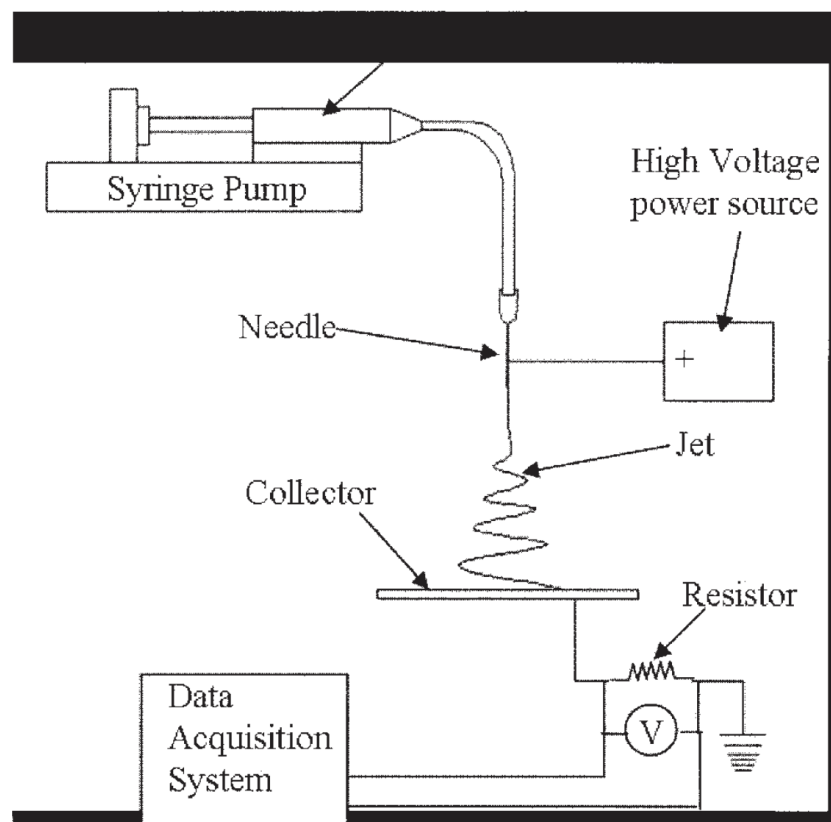 Syringe Pump
High Voltage
power source
Needle
+
Jet
Collector
Resistor
V
Data
Acquisition
System